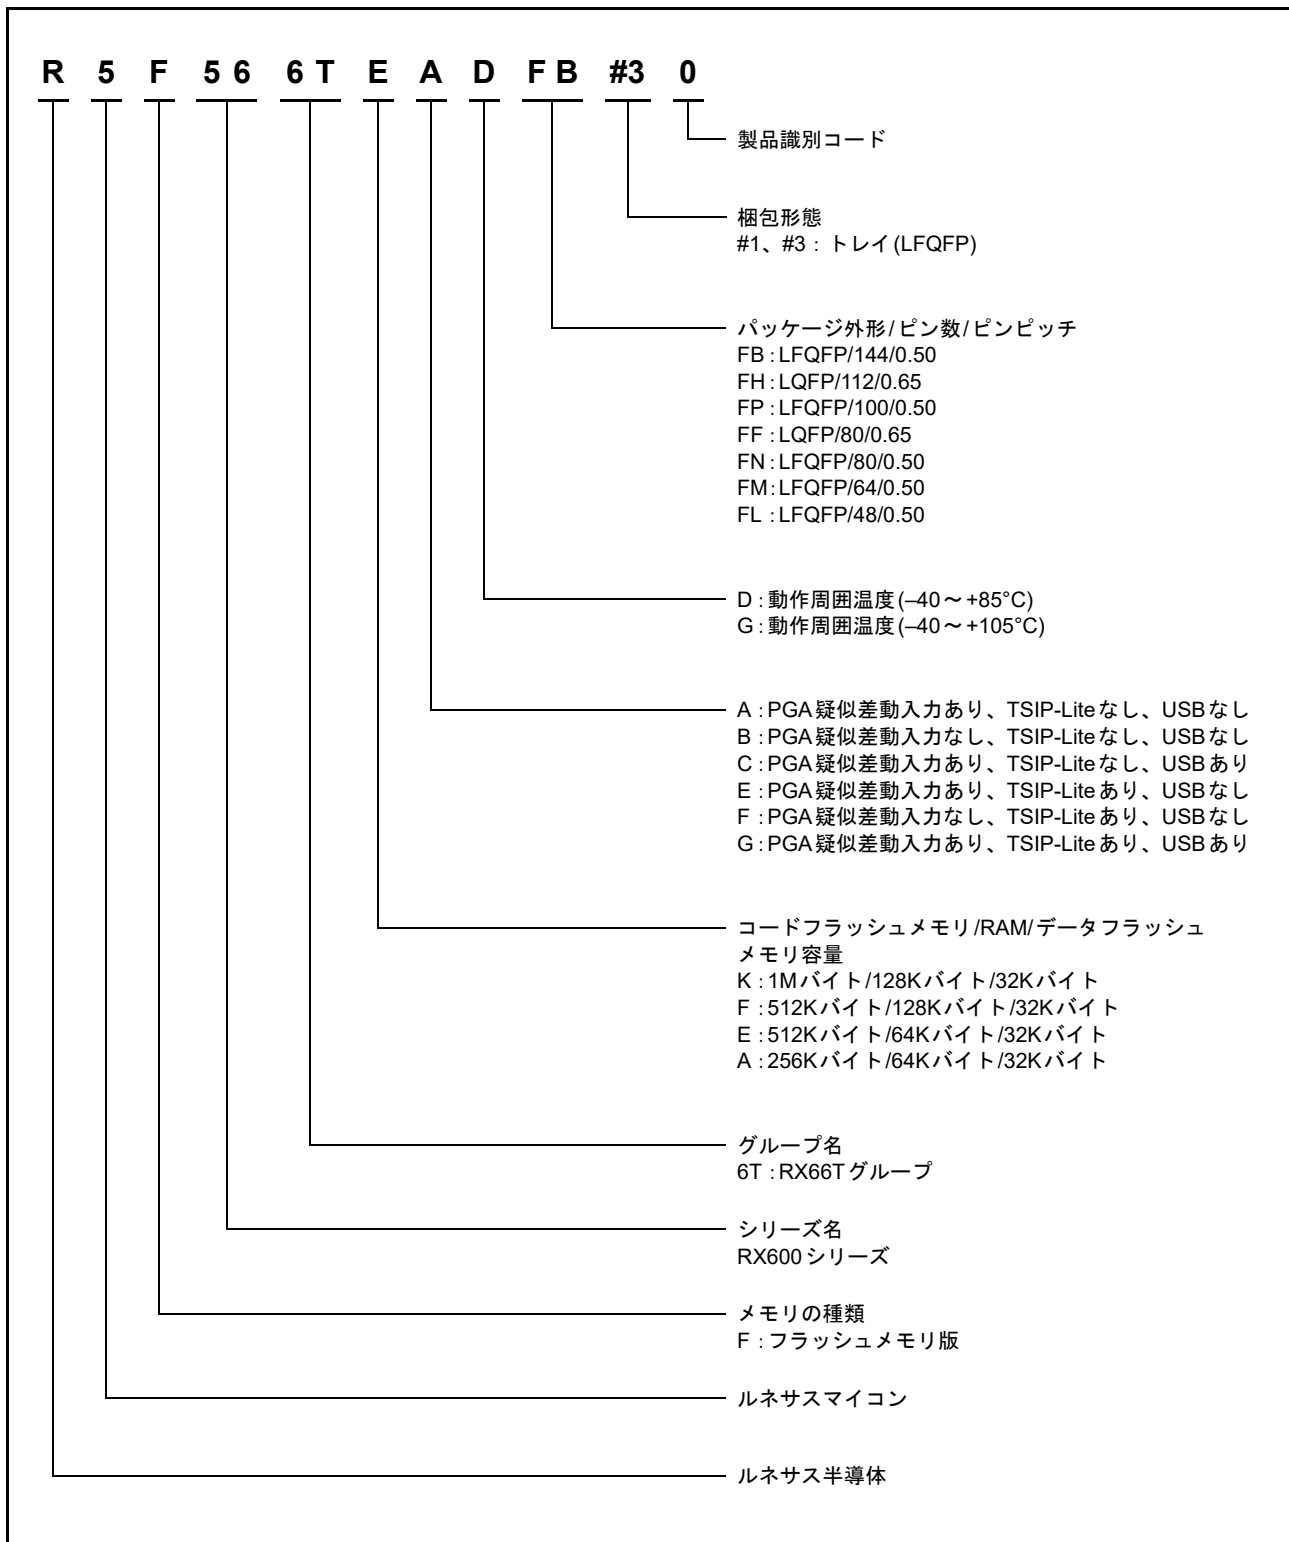 R 5 F 5 6 6 T E A D F B #3 0
製品識別コード
梱包形態
#1、#3：トレイ(LFQFP)
パッケージ外形/ピン数/ピンピッチ
FB：LFQFP/144/0.50
FH：LQFP/112/0.65
FP：LFQFP/100/0.50
FF：LQFP/80/0.65
FN：LFQFP/80/0.50
FM：LFQFP/64/0.50
FL：LFQFP/48/0.50
D：動作周囲温度(–40～+85°C)
G：動作周囲温度(–40～+105°C)
A：PGA疑似差動入力あり、TSIP-Liteなし、USBなし
B：PGA疑似差動入力なし、TSIP-Liteなし、USBなし
C：PGA疑似差動入力あり、TSIP-Liteなし、USBあり
E：PGA疑似差動入力あり、TSIP-Liteあり、USBなし
F：PGA疑似差動入力なし、TSIP-Liteあり、USBなし
G：PGA疑似差動入力あり、TSIP-Liteあり、USBあり
コードフラッシュメモリ/RAM/データフラッシュ
メモリ容量
K：1Mバイト/128Kバイト/32Kバイト
F：512Kバイト/128Kバイト/32Kバイト
E：512Kバイト/64Kバイト/32Kバイト
A：256Kバイト/64Kバイト/32Kバイト
グループ名
6T：RX66Tグループ
シリーズ名
RX600シリーズ
メモリの種類
F：フラッシュメモリ版
ルネサスマイコン
ルネサス半導体